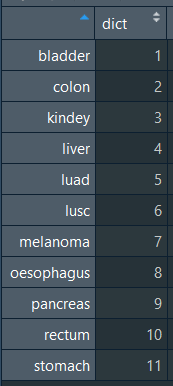 dict
bladder 1
colon 2
kindey 3
liver 4
luad 5
lusc 6
melanoma 7
oesophagus 8
pancreas 9
rectum 10
stomach 11